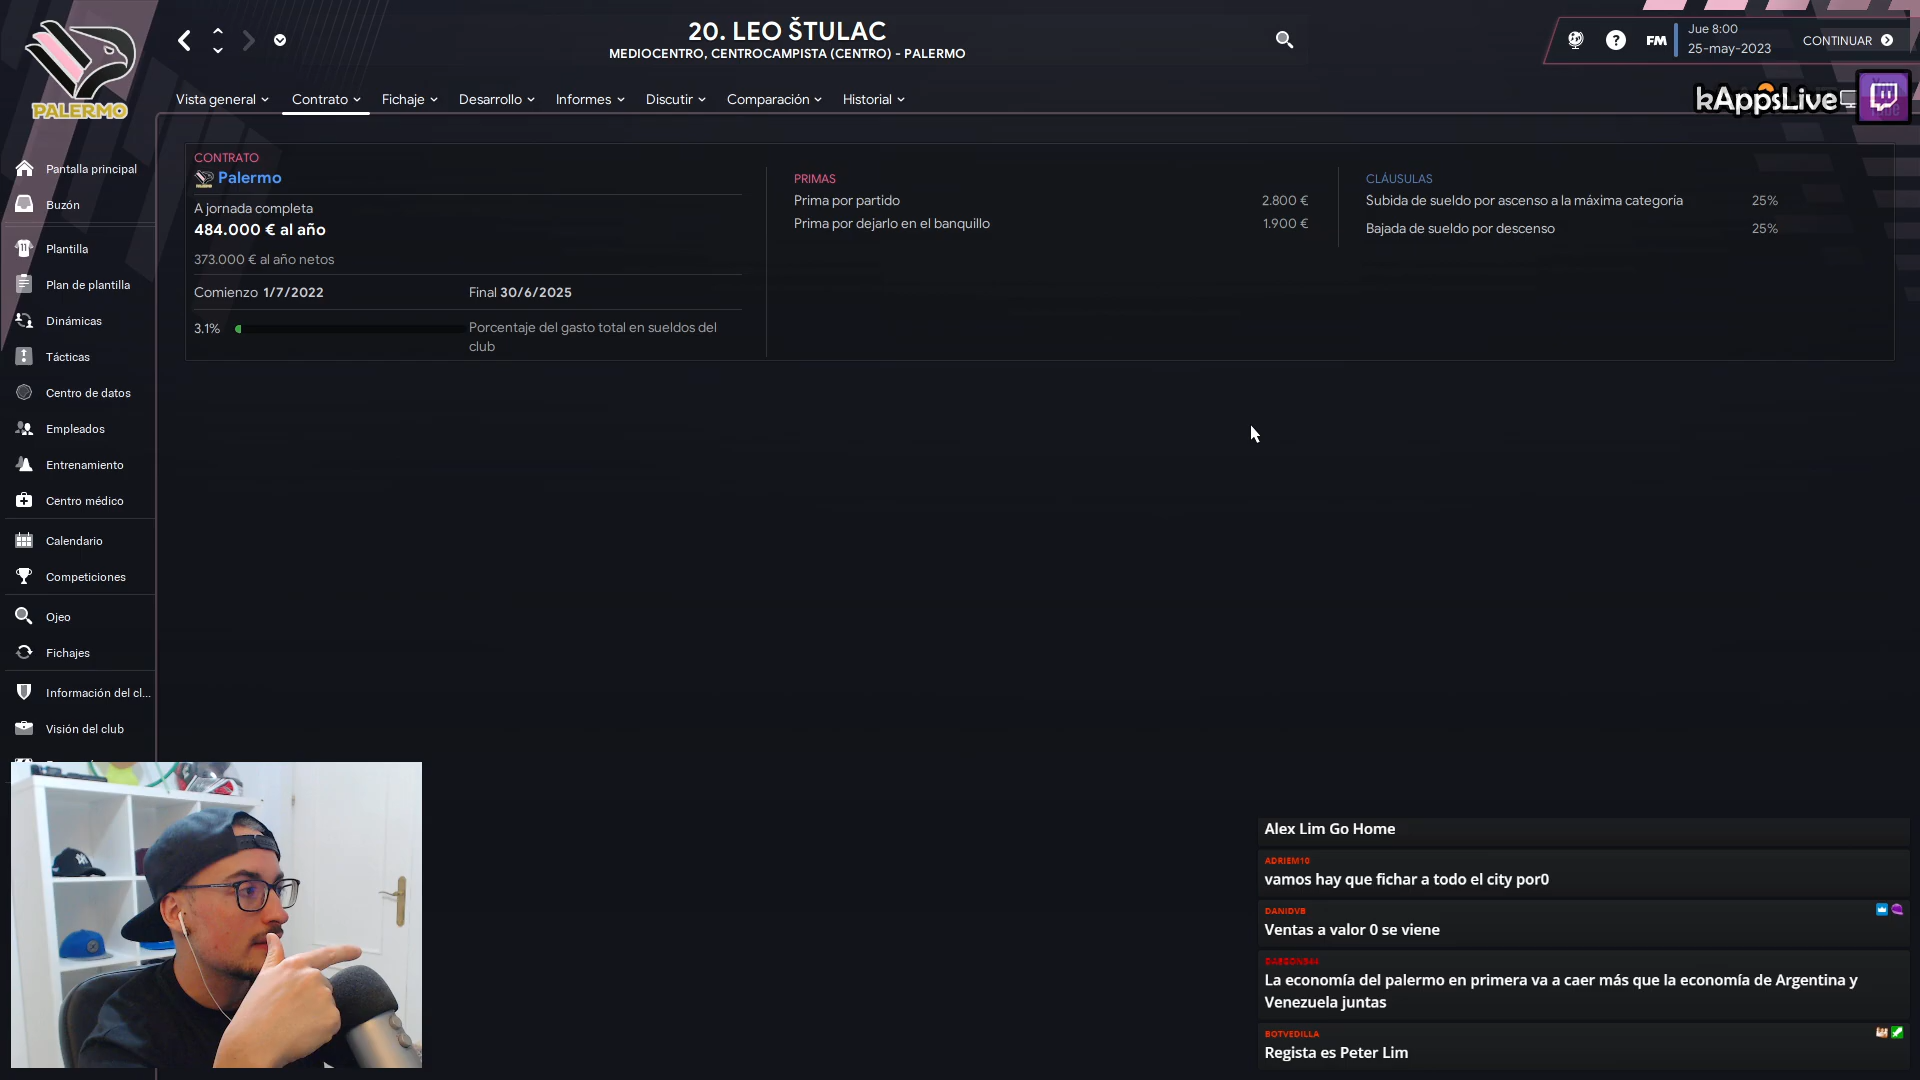 PALERMO
20. LEO ŠTULAC
MEDIOCENTRO, CENTROCAMPISTA (CENTRO) - PALERMO
FM
Jue 8:00
25-may-2023
CONTINUAR
Vista general
Contrato
Fichaje
Desarrollo
Informes
Discutir
Comparación
Historial
kAppsLive
Pantalla principal
Buzón
Plantilla
Plan de plantilla
Dinámicas
Tácticas
Centro de datos
Empleados
Entrenamiento
Centro médico
Calendario
Competiciones
Ojeo
Fichajes
Información del cl...
Visión del club
CONTRATO
Palermo
A jornada completa
484.000 € al año
373.000 € al año netos
Comienzo 1/7/2022
Final 30/6/2025
3.1%
Porcentaje del gasto total en sueldos del
club
PRIMAS
Prima por partido 2.800 €
Prima por dejarlo en el banquillo 1.900 €
CLÁUSULAS
Subida de sueldo por ascenso a la máxima categoría 25%
Bajada de sueldo por descenso 25%
Alex Lim Go Home
ADRIEM10
vamos hay que fichar a todo el city por0
DANIDVB
Ventas a valor 0 se viene
La economía del palermo en primera va a caer más que la economía de Argentina y
Venezuela juntas
BOTVEDILLA
Regista es Peter Lim